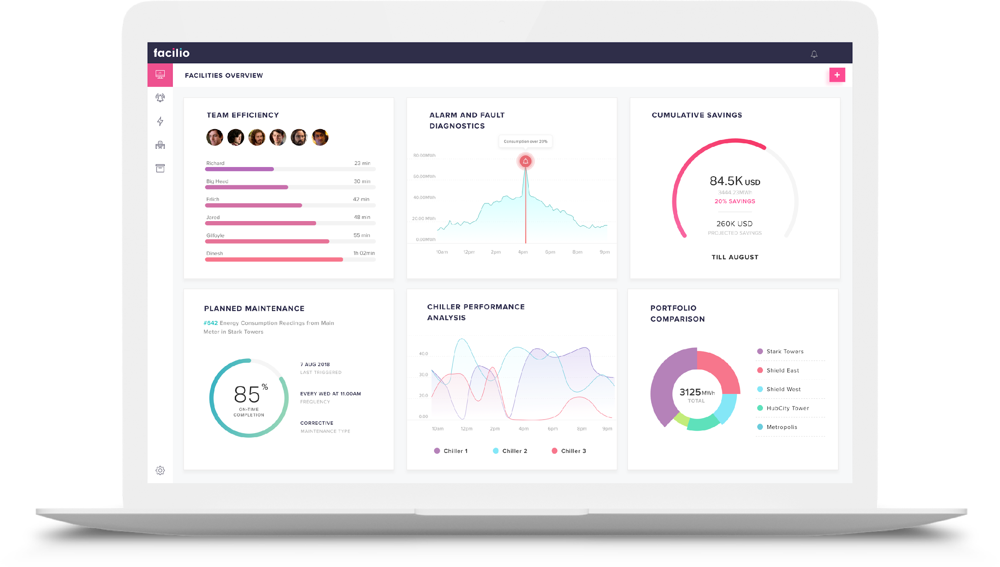 facilio
FACILITIES OVERVIEW
+
TEAM EFFICIENCY
Richard 23 min
Big Head 30 min
Erlich 42 min
Jared 48 min
Gilfoyle 55 min
Dinesh 1h 02min
ALARM AND FAULT
DIAGNOSTICS
Consumption over 20%
80.00MWh
60.00MWh
40.00MWh
20.00 MWh
0.00MWh
10am 12pm 2pm 4pm 6pm 8pm 9pm
CUMULATIVE SAVINGS
84.5K USD
3444.23MWh
20% SAVINGS
260K USD
PROJECTED SAVINGS
TILL AUGUST
PLANNED MAINTENANCE
#642 Energy Consumption Readings from Main
Meter in Stark Towers
85%
ON-TIME
COMPLETION
7 AUG 2018
LAST TRIGGERED
EVERY WED AT 11.00AM
FREQUENCY
CORRECTIVE
MAINTENANCE TYPE
CHILLER PERFORMANCE
ANALYSIS
40.0
30.0
20.0
0.00
10am 12pm 2pm 4pm 6pm 8pm 9pm
Chiller 1 Chiller 2 Chiller 3
PORTFOLIO
COMPARISON
3125MWh
TOTAL
Stark Towers
Shield East
Shield West
HubCity Tower
Metropolis